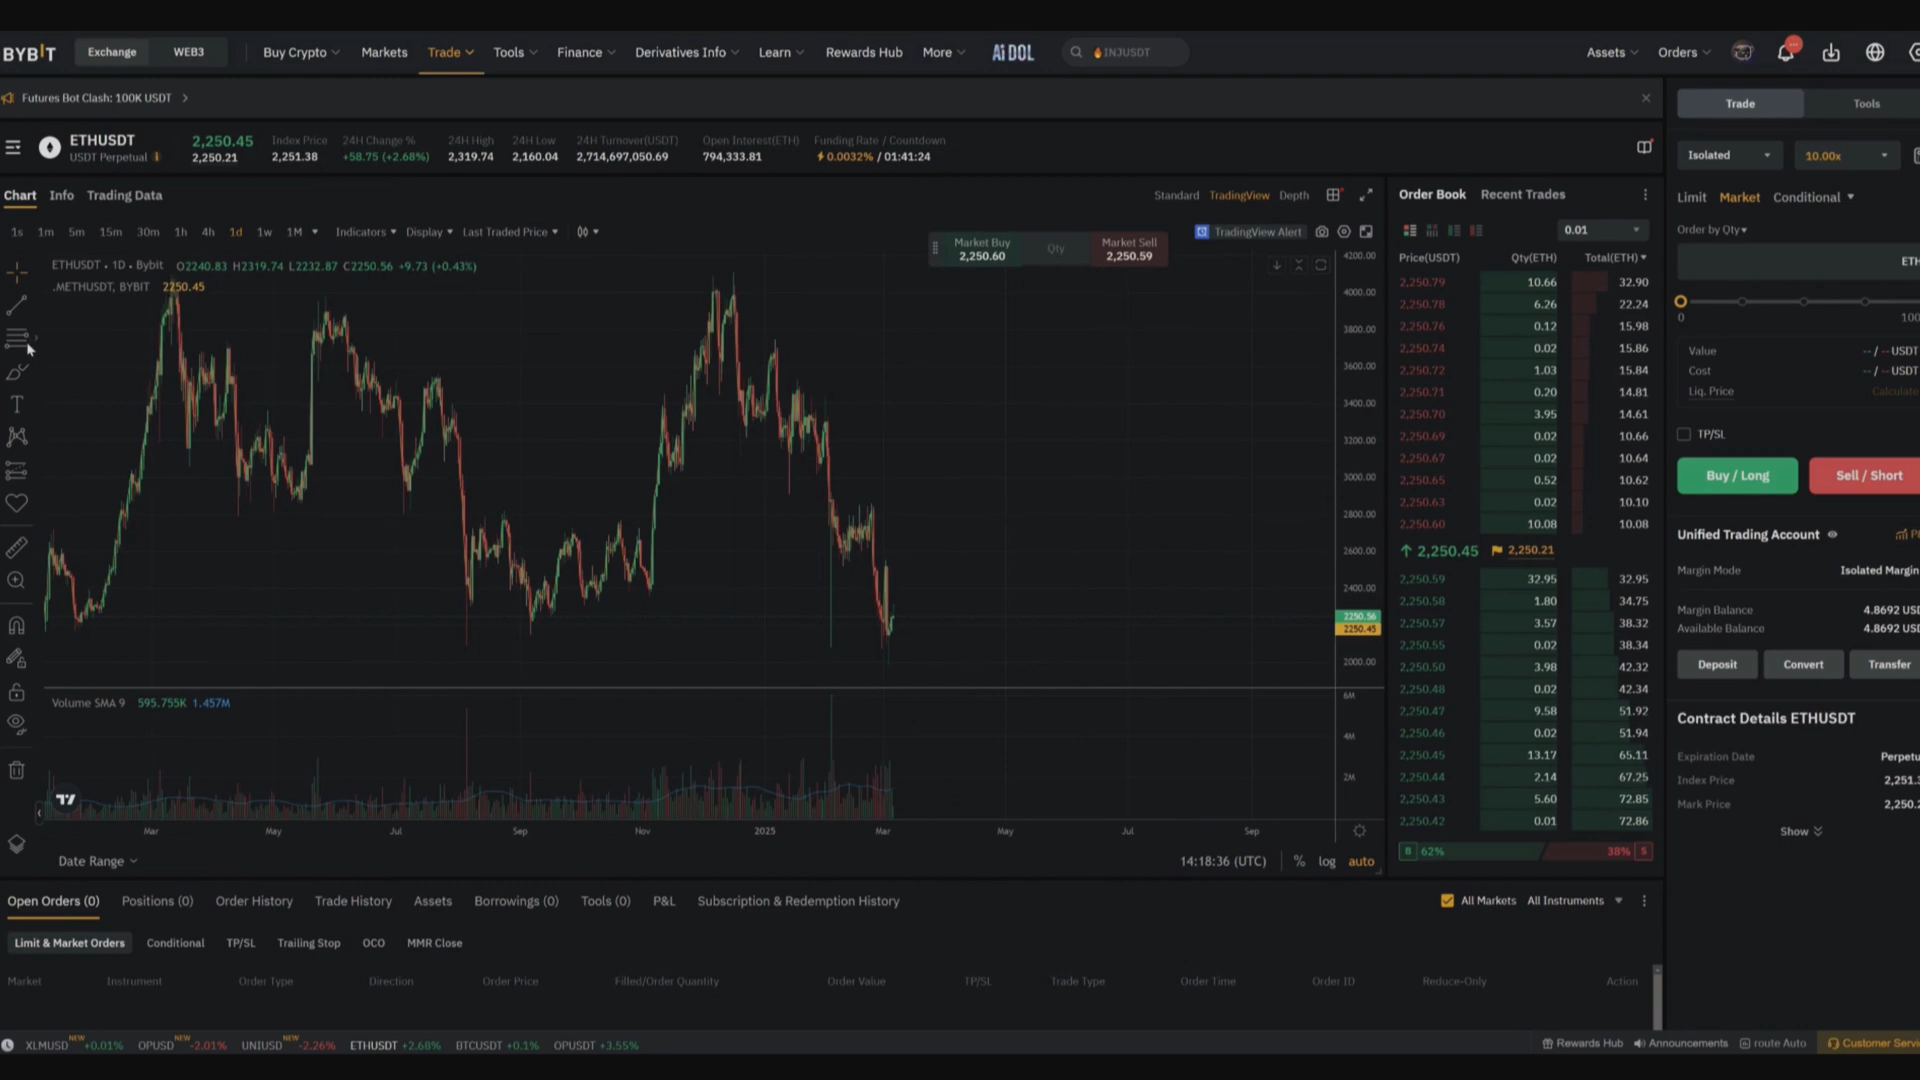 BYBIT Exchange WEB3 Buy Crypto Markets Trade Tools Finance Derivatives Info Learn Rewards Hub More AiDOL INJUSDT Assets Orders
Futures Bot Clash: 100K USDT
Trade Tools
ETHUSDT
USDT Perpetual
2,250.45
2,250.21
Index Price
2,251.38
24H Change %
+58.75 (+2.68%)
24H High
2,319.74
24H Low
2,160.04
24H Turnover(USDT)
2,714,697,050.69
Open Interest(ETH)
794,333.81
Funding Rate / Countdown
0.0032% / 01:41:24
Chart Info Trading Data
Standard TradingView Depth
1s 1m 5m 15m 30m 1h 4h 1d 1w 1M Indicators Display Last Traded Price
TradingView Alert
ETHUSDT · 1D · Bybit O2240.83 H2319.74 L2232.87 C2250.56 +9.73 (+0.43%)
.METHUSDT, BYBIT 2250.45
Market Buy
2,250.60
Qty
Market Sell
2,250.59
4200.00
4000.00
3800.00
3600.00
3400.00
3200.00
3000.00
2800.00
2600.00
2400.00
2250.56
2250.45
2000.00
Volume SMA 9 595.755K 1.457M
6M
4M
2M
Mar May Jul Sep Nov 2025 Mar May Jul Sep
Date Range
14:18:36 (UTC) % log auto
Order Book Recent Trades
0.01
Price(USDT) Qty(ETH) Total(ETH)
2,250.79 10.66 32.90
2,250.78 6.26 22.24
2,250.76 0.12 15.98
2,250.74 0.02 15.86
2,250.72 1.03 15.84
2,250.71 0.20 14.81
2,250.70 3.95 14.61
2,250.69 0.02 10.66
2,250.67 0.02 10.64
2,250.65 0.52 10.62
2,250.63 0.02 10.10
2,250.60 10.08 10.08
2,250.45 2,250.21
2,250.59 32.95 32.95
2,250.58 1.80 34.75
2,250.57 3.57 38.32
2,250.55 0.02 38.34
2,250.50 3.98 42.32
2,250.48 0.02 42.34
2,250.47 9.58 51.92
2,250.46 0.02 51.94
2,250.45 13.17 65.11
2,250.44 2.14 67.25
2,250.43 5.60 72.85
2,250.42 0.01 72.86
B 62% 38% S
Isolated 10.00x
Limit Market Conditional
Order by Qty
ETH
0 100
Value -- / -- USDT
Cost -- / -- USDT
Liq. Price Calculate
TP/SL
Buy / Long Sell / Short
Unified Trading Account P
Margin Mode Isolated Margin
Margin Balance 4.8692 USD
Available Balance 4.8692 USD
Deposit Convert Transfer
Contract Details ETHUSDT
Expiration Date Perpetu
Index Price 2,251.3
Mark Price 2,250.2
Show
Open Orders (0) Positions (0) Order History Trade History Assets Borrowings (0) Tools (0) P&L Subscription & Redemption History
All Markets All Instruments
Limit & Market Orders Conditional TP/SL Trailing Stop OCO MMR Close
Market Instrument Order Type Direction Order Price Filled/Order Quantity Order Value TP/SL Trade Type Order Time Order ID Reduce-Only Action
XLMUSD NEW +0.01% OPUSD NEW -2.01% UNIUSD NEW -2.26% ETHUSDT +2.68% BTCUSDT +0.1% OPUSDT +3.55%
Rewards Hub Announcements route Auto Customer Servi